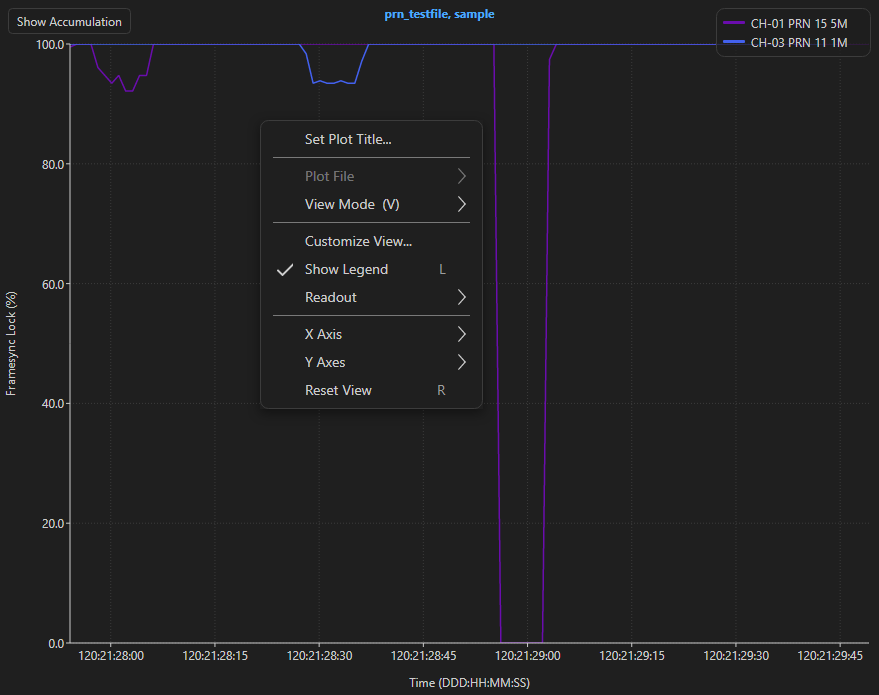 Show Accumulation
prn_testfile, sample
CH-01 PRN 15 5M
CH-03 PRN 11 1M
100.0
80.0
60.0
40.0
20.0
0.0
Framesync Lock (%)
Set Plot Title...
Plot File
View Mode (V)
Customize View...
Show Legend L
Readout
X Axis
Y Axes
Reset View R
120:21:28:00 120:21:28:15 120:21:28:30 120:21:28:45 120:21:29:00 120:21:29:15 120:21:29:30 120:21:29:45
Time (DDD:HH:MM:SS)